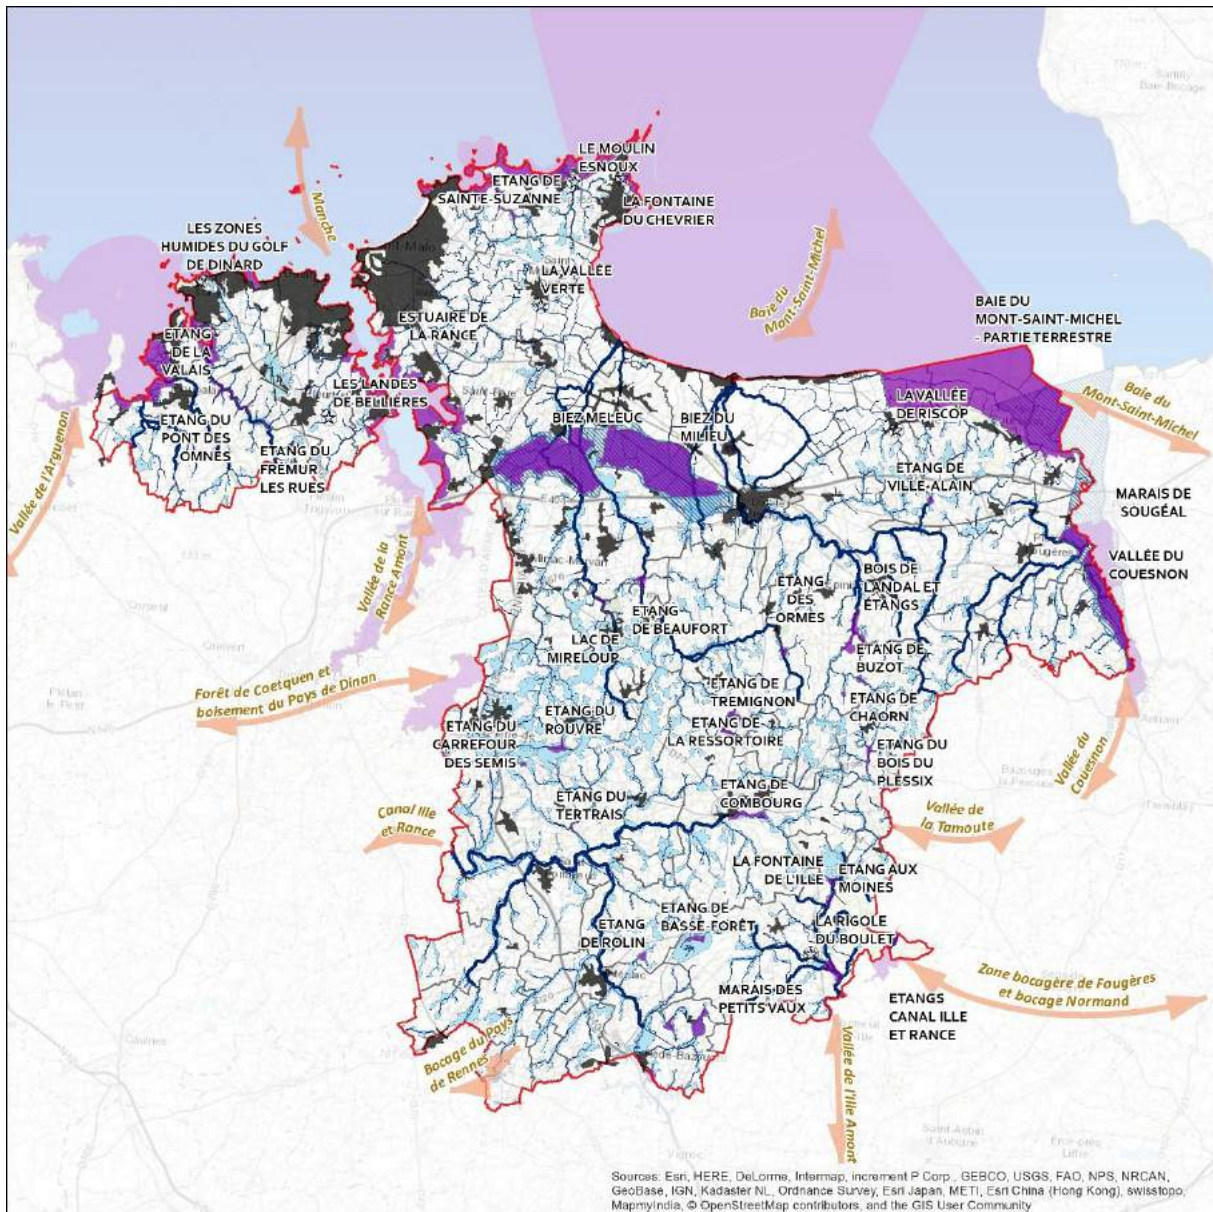 LE MOULIN
ESNOUX
ETANG DE
SAINTE-SUZANNE
LA FONTAINE
DU CHEVRIER
Manche
LES ZONES
HUMIDES DU GOLF
DE DINARD
LA VALLÉE
VERTE
Baie du
Mont-Saint-Michel
BAIE DU
MONT-SAINT-MICHEL
- PARTIE TERRESTRE
ESTUAIRE DE
LA RANCE
ETANG
DE LA
VALAIS
LES LANDES
DE BELLIÈRES
Baie du
Mont-Saint-Michel
LA VALLÉE
DE RISCOP
BIEZ MELEUC
BIEZ DU
MILIEU
ETANG DU
PONT DES
OMNES
ETANG DU
FRÉMUR
LES RUES
ETANG DE
VILLE-ALAIN
Vallée de l'Arguenon
MARAIS DE
SOUGÉAL
VALLÉE DU
COUESNON
Vallée de la
Rance Amont
BOIS DE
LANDAL ET
ÉTANGS
ETANG
DES
ORMES
ETANG
DE BEAUFORT
LAC DE
MIRELOUP
ETANG DE
BUZOT
Forêt de Coetquen et
boisement du Pays de Dinan
ETANG DE
TREMIGNON
ETANG DE
CHAORN
ETANG DU
ROUVRE
ETANG DE
LA RESSORTOIRE
ETANG DU
CARREFOUR
DES SEMIS
ETANG DU
BOIS DU
PLESSIX
Vallée du
Couesnon
ETANG DE
COMBOURG
ETANG DU
TERTRAIS
Canal Ille
et Rance
Vallée de
la Tamoute
LA FONTAINE
DE L'ILLE
ETANG AUX
MOINES
ETANG DE
BASSE-FORÊT
LA RIGOLE
DU BOULET
ETANG
DE ROLIN
MARAIS DES
PETITS VAUX
Zone bocagère de Fougères
et bocage Normand
ETANGS
CANAL ILLE
ET RANCE
Bocage du Pays
de Rennes
Vallée de l'Ille Amont
Saint-Aubin
d'Aubigné
Sources: Esri, HERE, DeLorme, Intermap, increment P Corp., GEBCO, USGS, FAO, NPS, NRCAN,
GeoBase, IGN, Kadaster NL, Ordnance Survey, Esri Japan, METI, Esri China (Hong Kong), swisstopo,
MapmyIndia, © OpenStreetMap contributors, and the GIS User Community